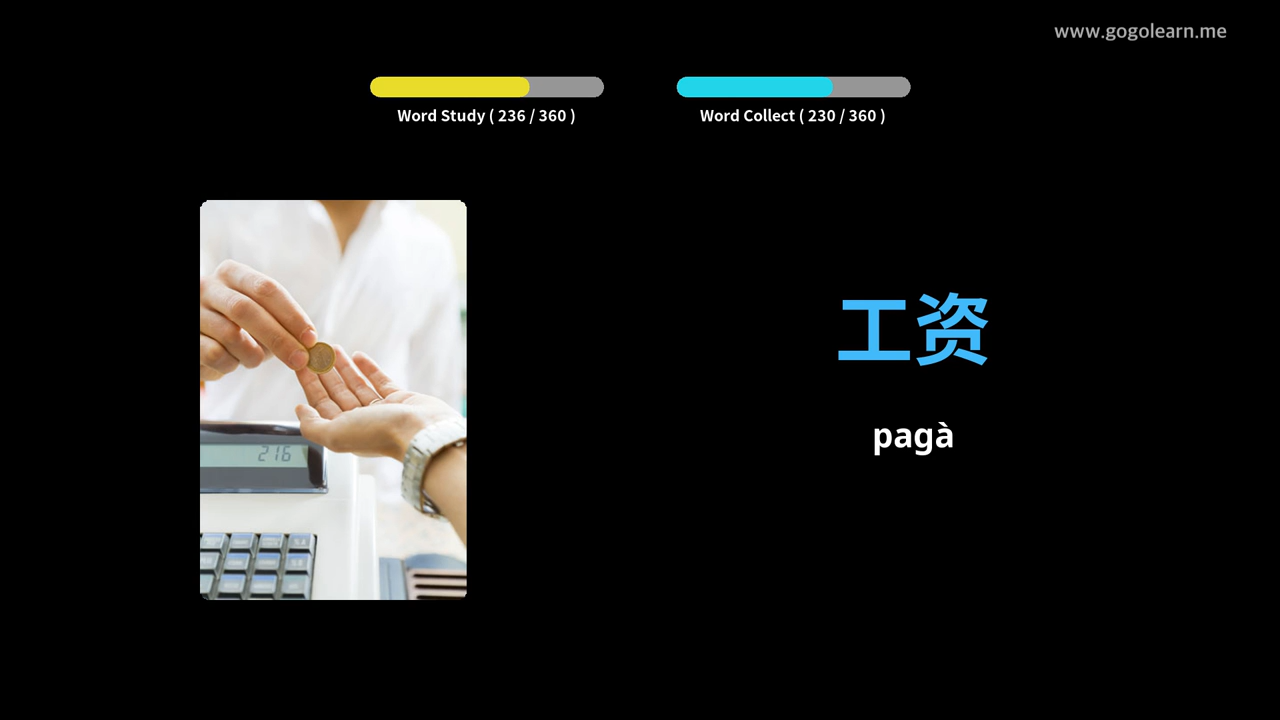 www.gogolearn.me
Word Study ( 236 / 360 )
Word Collect ( 230 / 360 )
工资
pagà
216